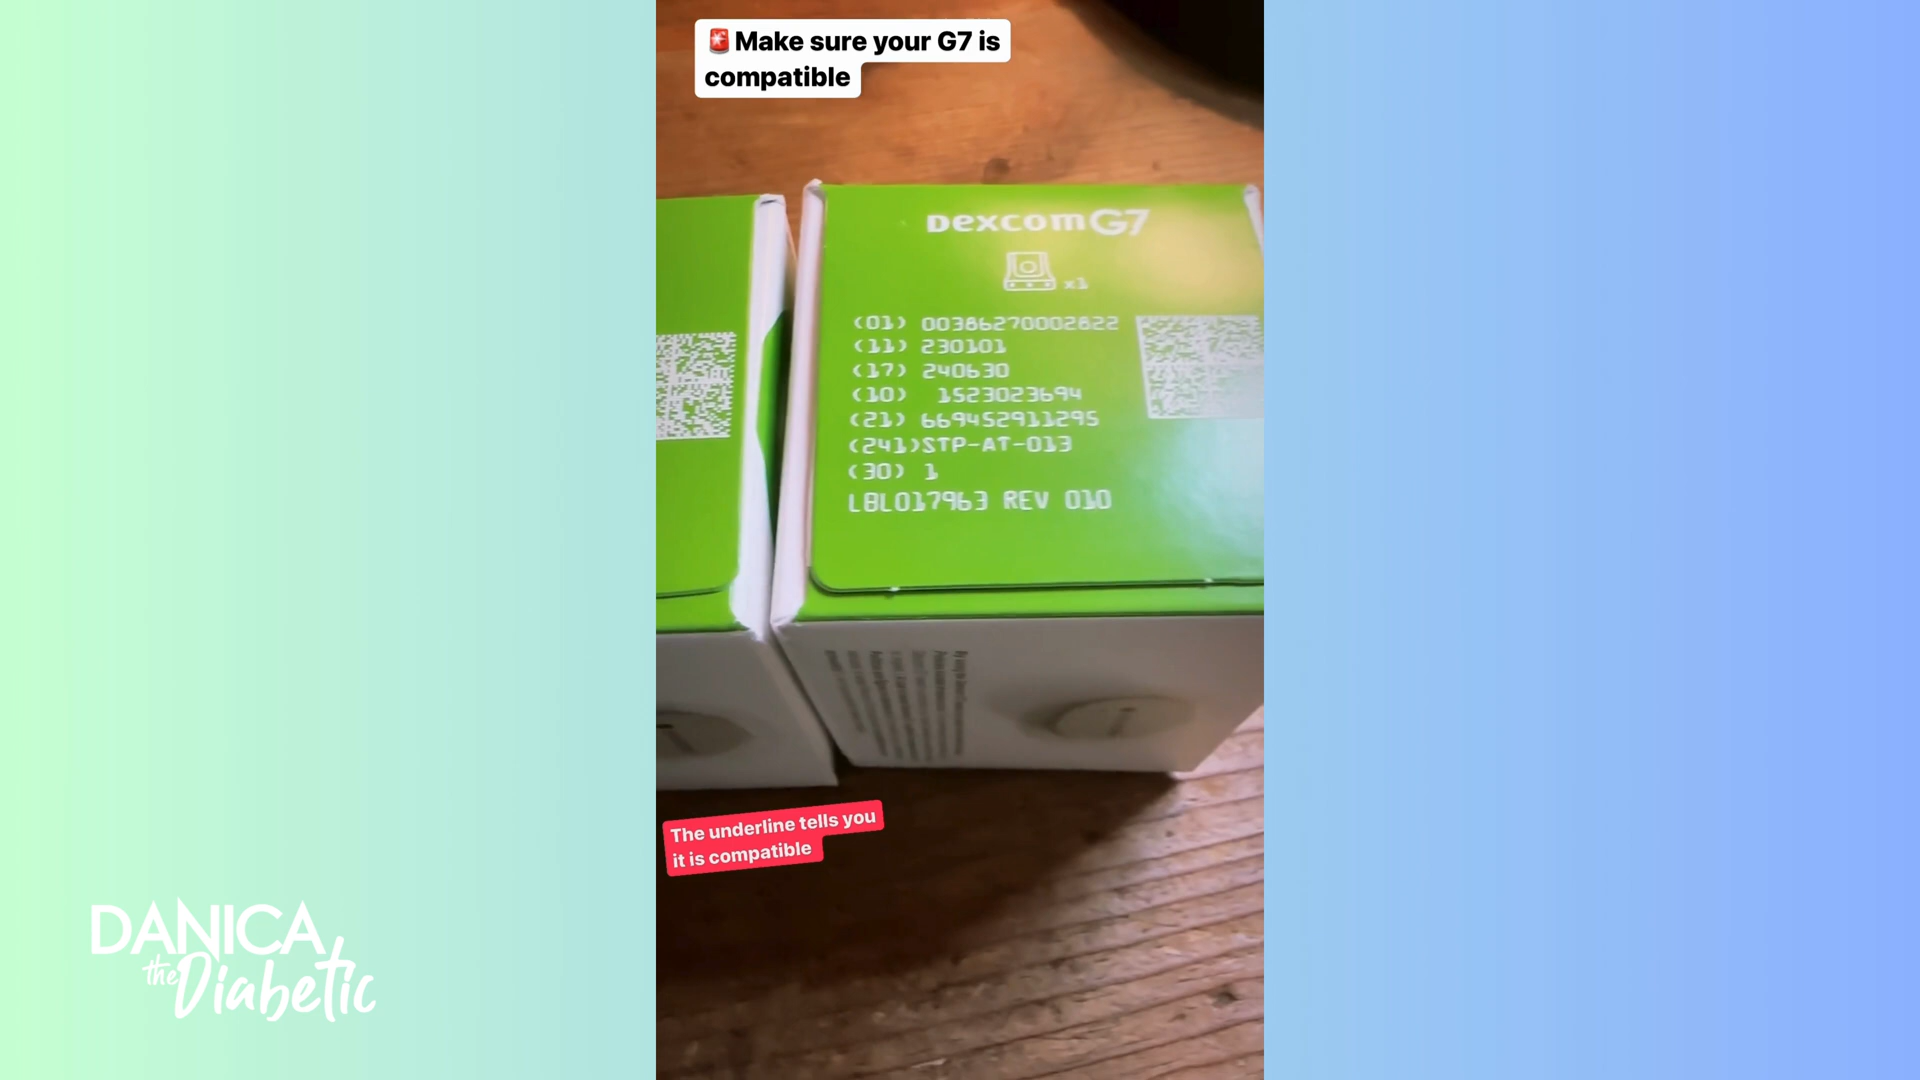 🚨Make sure your G7 is
compatible
Dexcom G7
x1
(01) 00386270002822
(11) 230101
(17) 240630
(10) 1523023694
(21) 669452911295
(241)STP-AT-013
(30) 1
LBL017963 REV 010
The underline tells you
it is compatible
DANICA
the Diabetic